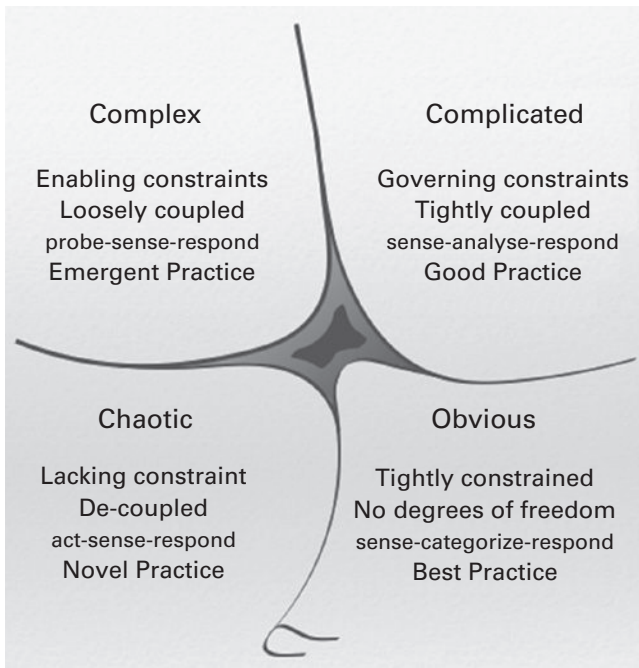 Complex
Enabling constraints
Loosely coupled
probe-sense-respond
Emergent Practice
Complicated
Governing constraints
Tightly coupled
sense-analyse-respond
Good Practice
Chaotic
Lacking constraint
De-coupled
act-sense-respond
Novel Practice
Obvious
Tightly constrained
No degrees of freedom
sense-categorize-respond
Best Practice